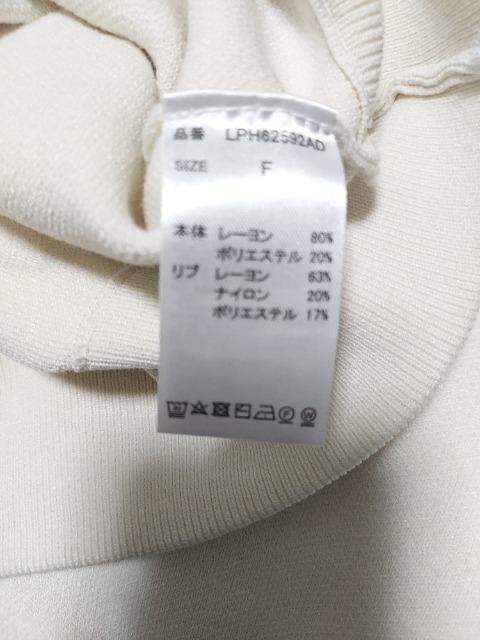 品番 LPH62592AD
SIZE F
本体 レーヨン 80%
ポリエステル 20%
リブ レーヨン 63%
ナイロン 20%
ポリエステル 17%